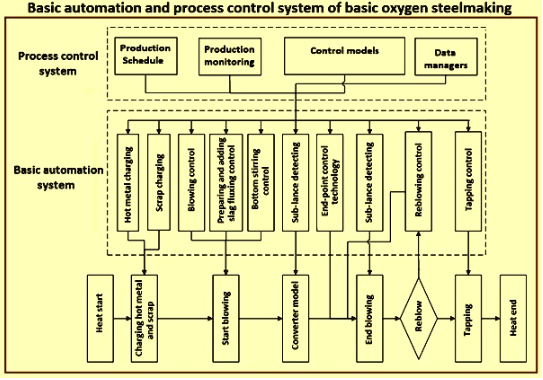 Basic automation and process control system of basic oxygen steelmaking
Process control
system
Production
Schedule
Production
monitoring
Control models
Data
managers
Basic automation
system
Hot metal charging
Scrap charging
Blowing control
Preparing and adding
slag fluxing control
Bottom stirring
control
Sub-lance detecting
End-point control
technology
Sub-lance detecting
Reblowing control
Tapping control
Heat start
Charging hot metal
and scrap
Start blowing
Converter model
End blowing
Reblow
Tapping
Heat end